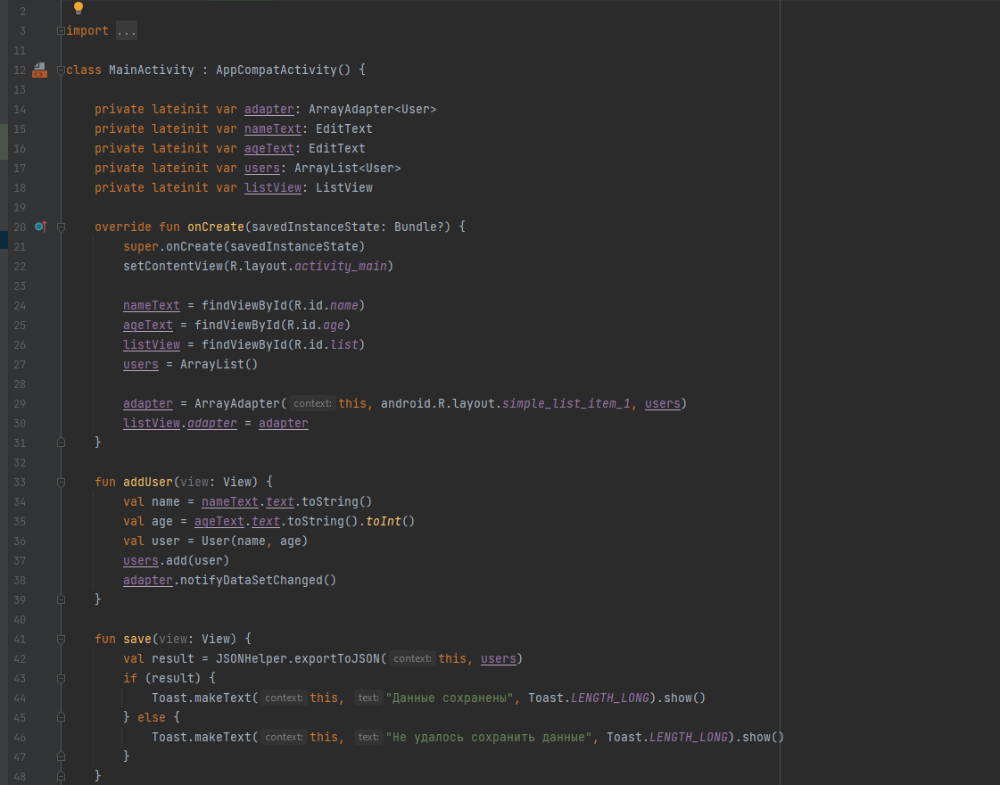 2
3 import ...
11
12 class MainActivity : AppCompatActivity() {
13
14 private lateinit var adapter: ArrayAdapter<User>
15 private lateinit var nameText: EditText
16 private lateinit var ageText: EditText
17 private lateinit var users: ArrayList<User>
18 private lateinit var listView: ListView
19
20 override fun onCreate(savedInstanceState: Bundle?) {
21 super.onCreate(savedInstanceState)
22 setContentView(R.layout.activity_main)
23
24 nameText = findViewById(R.id.name)
25 ageText = findViewById(R.id.age)
26 listView = findViewById(R.id.list)
27 users = ArrayList()
28
29 adapter = ArrayAdapter( context: this, android.R.layout.simple_list_item_1, users)
30 listView.adapter = adapter
31 }
32
33 fun addUser(view: View) {
34 val name = nameText.text.toString()
35 val age = ageText.text.toString().toInt()
36 val user = User(name, age)
37 users.add(user)
38 adapter.notifyDataSetChanged()
39 }
40
41 fun save(view: View) {
42 val result = JSONHelper.exportToJSON( context: this, users)
43 if (result) {
44 Toast.makeText( context: this, text: "Данные сохранены", Toast.LENGTH_LONG).show()
45 } else {
46 Toast.makeText( context: this, text: "Не удалось сохранить данные", Toast.LENGTH_LONG).show()
47 }
48 }